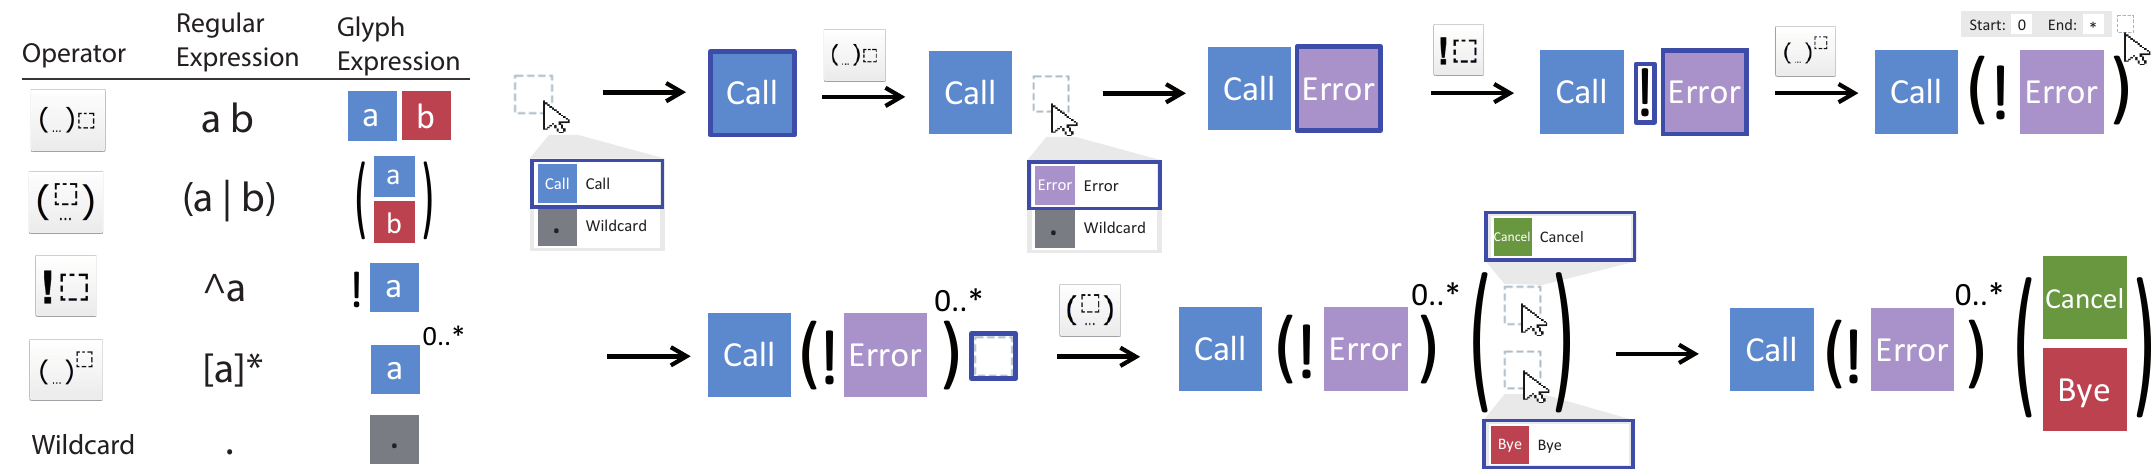 Operator Regular Expression Glyph Expression
(...) a b a b
(...) (a | b) ( a b )
! ^a ! a
(...) [a]* a 0..*
Wildcard . .
Call Call
. Wildcard
Call
(...)
Call
Error Error
. Wildcard
Call Error
!
Call ! Error
(...)
Start: 0 End: *
Call (! Error )
Call (! Error ) 0..*
(...)
Call (! Error ) 0..* ( )
Cancel Cancel
Bye Bye
Call (! Error ) 0..* ( Cancel Bye )